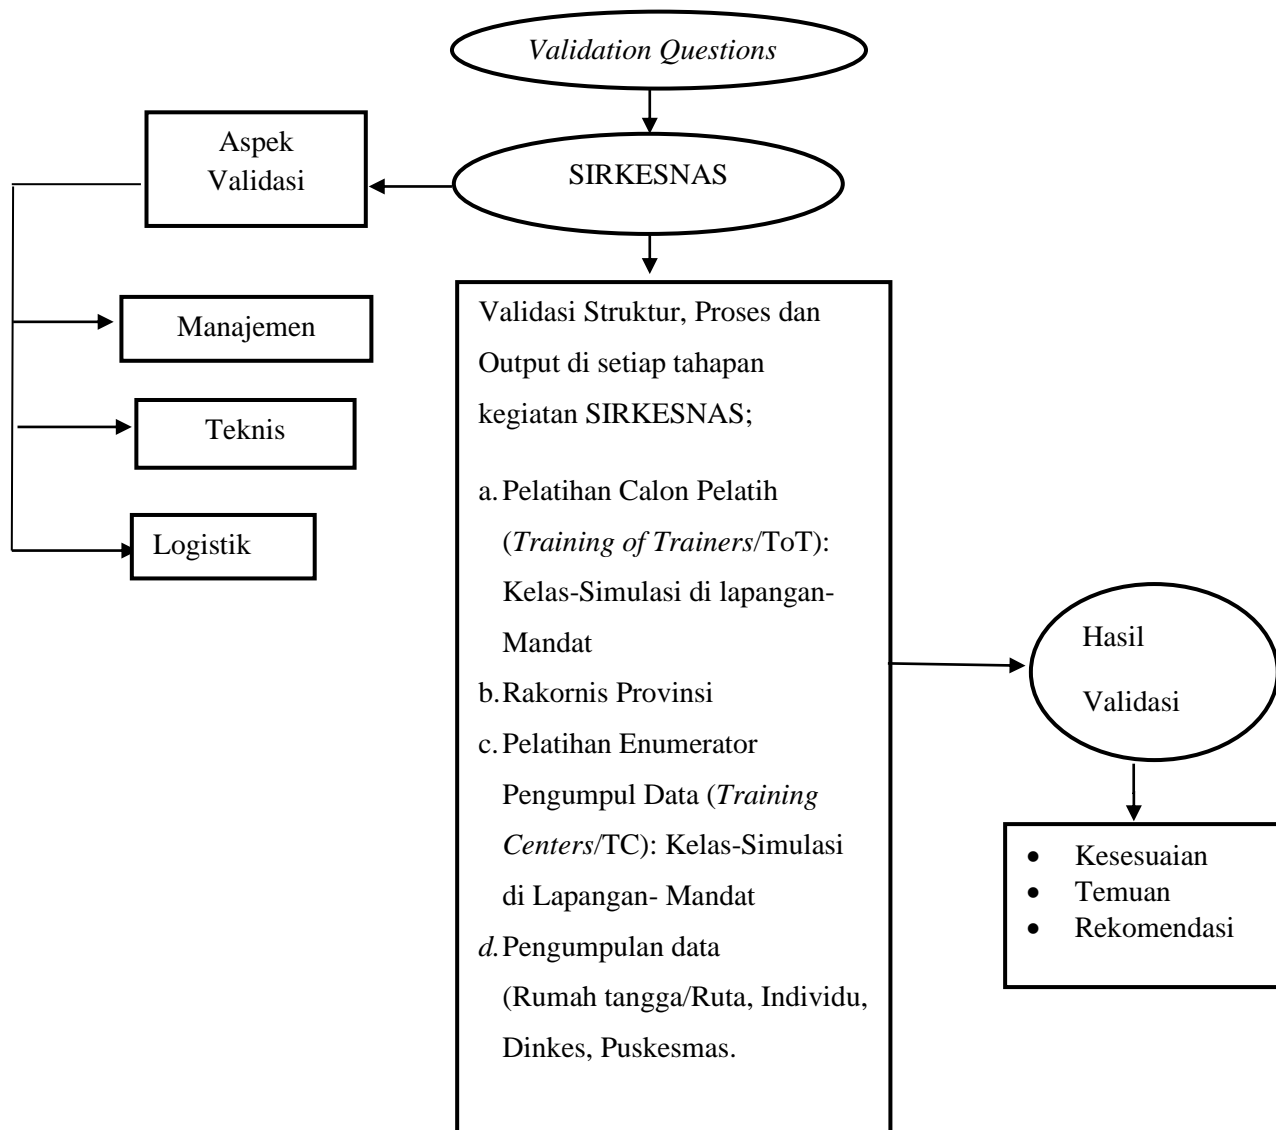 Validation Questions
Aspek
Validasi
SIRKESNAS
Manajemen
Teknis
Logistik
Validasi Struktur, Proses dan
Output di setiap tahapan
kegiatan SIRKESNAS;
a. Pelatihan Calon Pelatih
(Training of Trainers/ToT):
Kelas-Simulasi di lapangan-
Mandat
b. Rakornis Provinsi
c. Pelatihan Enumerator
Pengumpul Data (Training
Centers/TC): Kelas-Simulasi
di Lapangan- Mandat
d. Pengumpulan data
(Rumah tangga/Ruta, Individu,
Dinkes, Puskesmas.
Hasil
Validasi
• Kesesuaian
• Temuan
• Rekomendasi